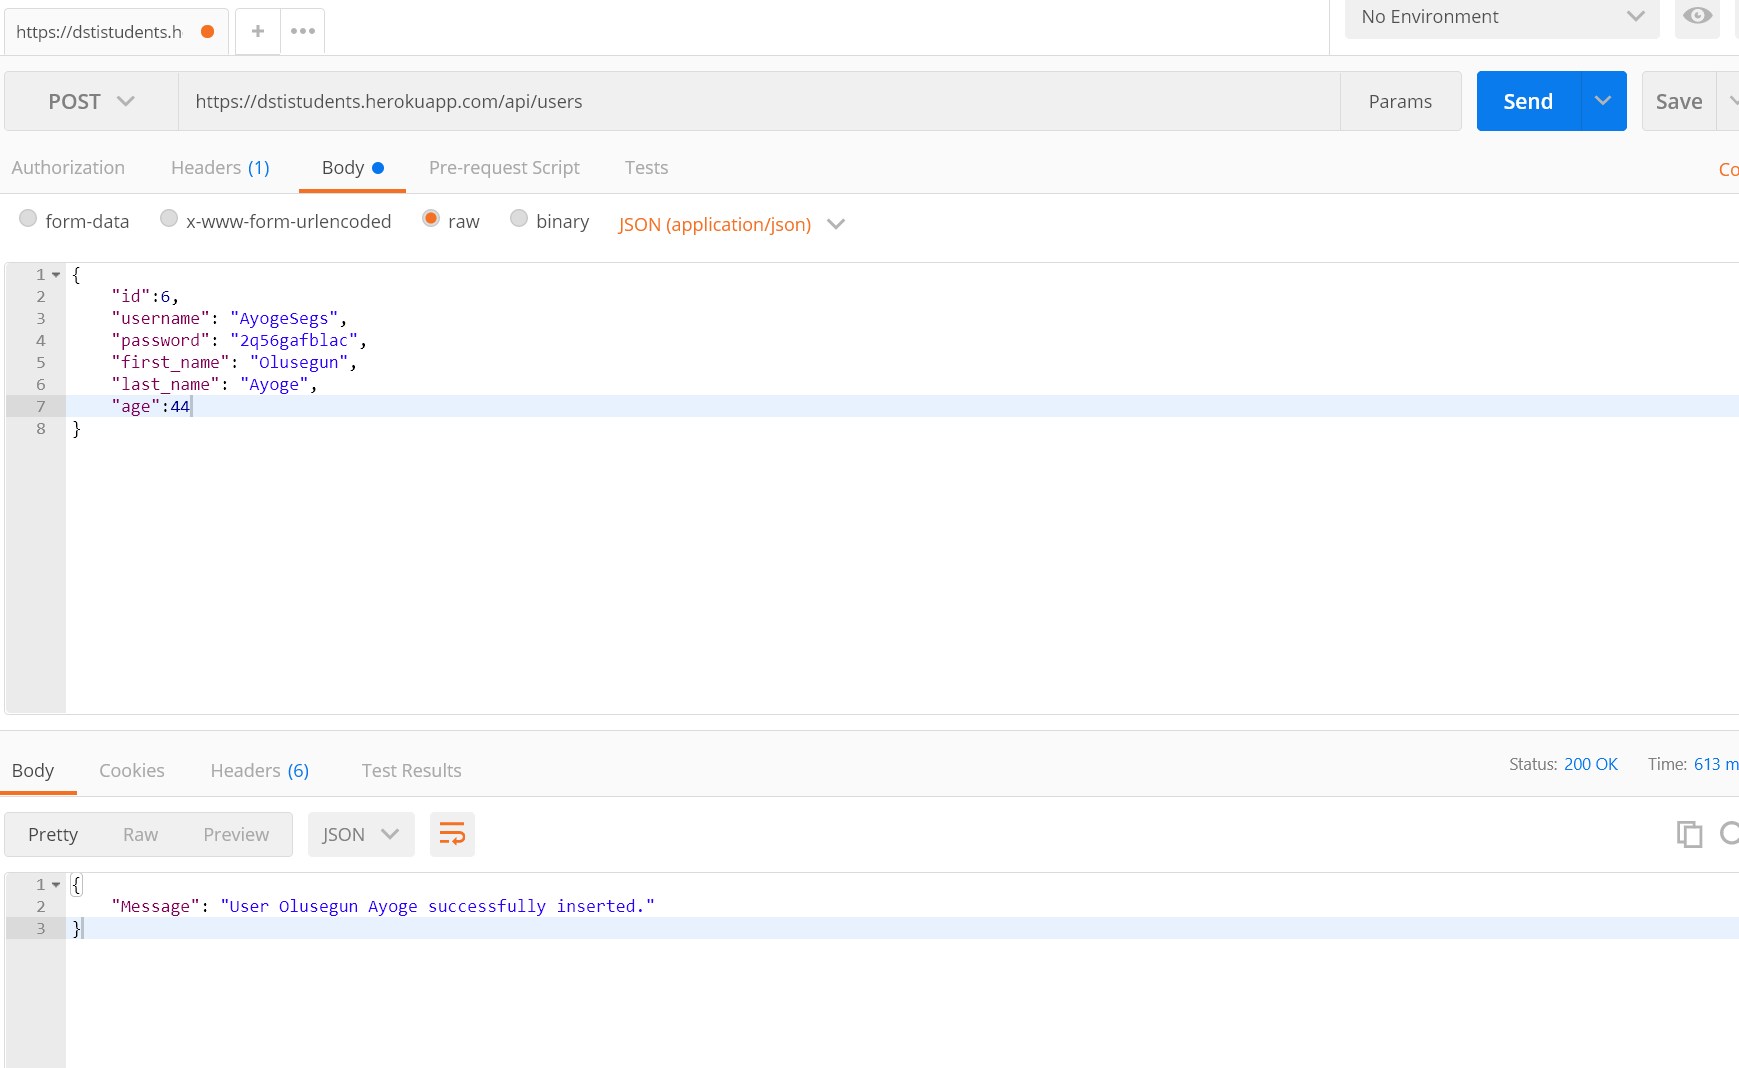 https://dstistudents.h
No Environment
POST
https://dstistudents.herokuapp.com/api/users
Params
Send
Save
Authorization
Headers (1)
Body
Pre-request Script
Tests
Co
form-data
x-www-form-urlencoded
raw
binary
JSON (application/json)
1 {
2 "id":6,
3 "username": "AyogeSegs",
4 "password": "2q56gafblac",
5 "first_name": "Olusegun",
6 "last_name": "Ayoge",
7 "age":44
8 }
Body
Cookies
Headers (6)
Test Results
Status: 200 OK
Time: 613 m
Pretty
Raw
Preview
JSON
1 {
2 "Message": "User Olusegun Ayoge successfully inserted."
3 }